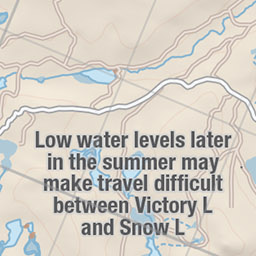 Low water levels later
in the summer may
make travel difficult
between Victory L
and Snow L